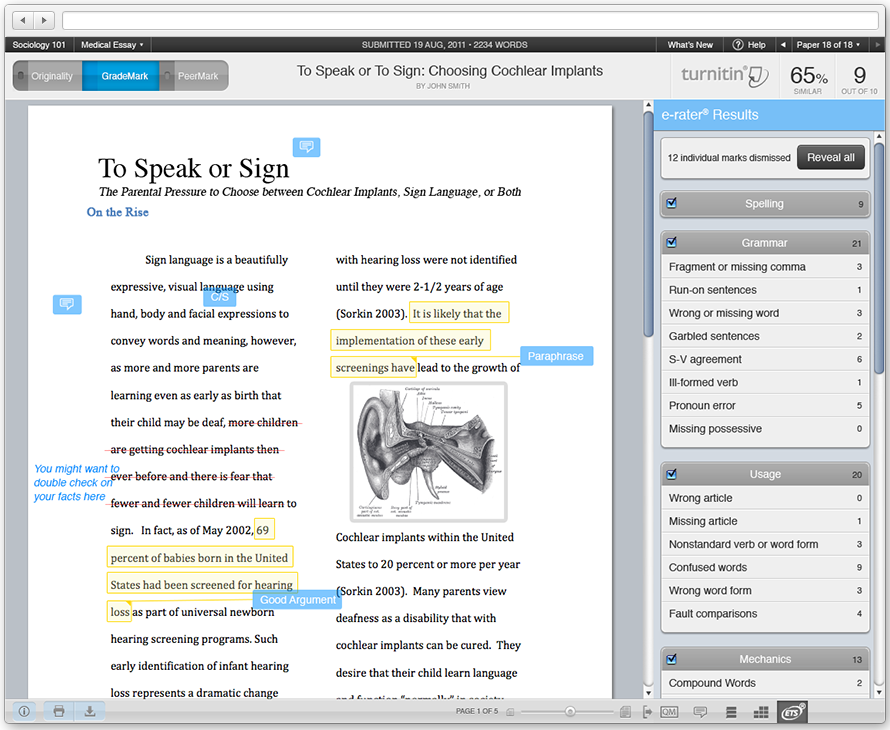 Sociology 101
Medical Essay
SUBMITTED 19 AUG, 2011 • 2234 WORDS
What's New
Help
Paper 18 of 18
Originality
GradeMark
PeerMark
To Speak or To Sign: Choosing Cochlear Implants
BY JOHN SMITH
turnitin
65% SIMILAR
9 OUT OF 10
To Speak or Sign
The Parental Pressure to Choose between Cochlear Implants, Sign Language, or Both
On the Rise
Sign language is a beautifully
expressive, visual language using
C/S
hand, body and facial expressions to
convey words and meaning, however,
as more and more parents are
learning even as early as birth that
their child may be deaf, more children
are getting cochlear implants then
ever before and there is fear that
fewer and fewer children will learn to
sign. In fact, as of May 2002, 69
percent of babies born in the United
States had been screened for hearing
loss as part of universal newborn
hearing screening programs. Such
early identification of infant hearing
loss represents a dramatic change
You might want to
double check on
your facts here
Good Argument
with hearing loss were not identified
until they were 2-1/2 years of age
(Sorkin 2003). It is likely that the
implementation of these early
screenings have lead to the growth of
Paraphrase
Cochlear implants within the United
States to 20 percent or more per year
(Sorkin 2003). Many parents view
deafness as a disability that with
cochlear implants can be cured. They
desire that their child learn language
and function "normally" in society.
e-rater® Results
12 individual marks dismissed
Reveal all
Spelling 9
Grammar 21
Fragment or missing comma 3
Run-on sentences 1
Wrong or missing word 3
Garbled sentences 2
S-V agreement 6
Ill-formed verb 1
Pronoun error 5
Missing possessive 0
Usage 20
Wrong article 0
Missing article 1
Nonstandard verb or word form 3
Confused words 9
Wrong word form 3
Fault comparisons 4
Mechanics 13
Compound Words 2
PAGE 1 OF 5
QM
ETS®